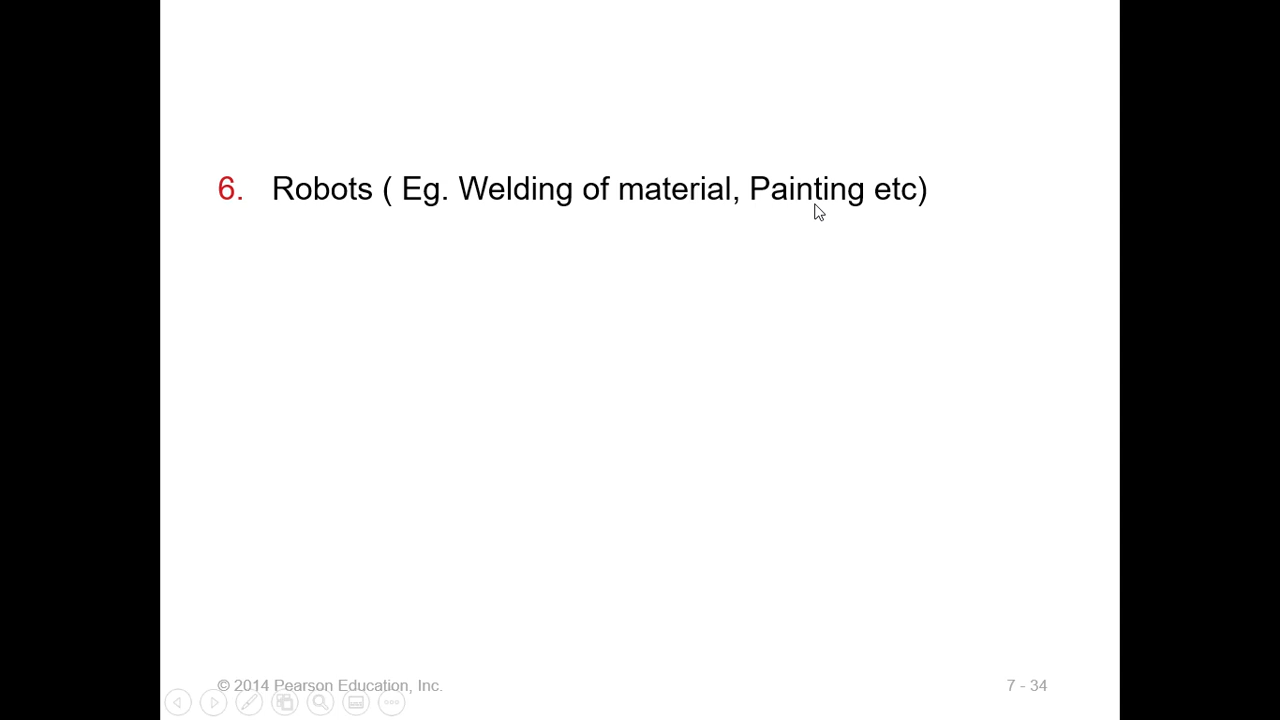 6. Robots ( Eg. Welding of material, Painting etc)
© 2014 Pearson Education, Inc.
7 - 34